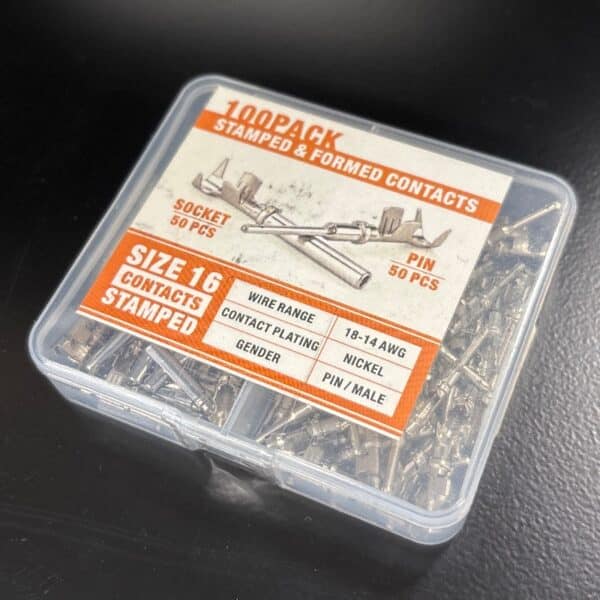 100PACK
STAMPED & FORMED CONTACTS
SOCKET
50 PCS
PIN
50 PCS
SIZE 16
CONTACTS
STAMPED
WIRE RANGE 18-14 AWG
CONTACT PLATING NICKEL
GENDER PIN / MALE